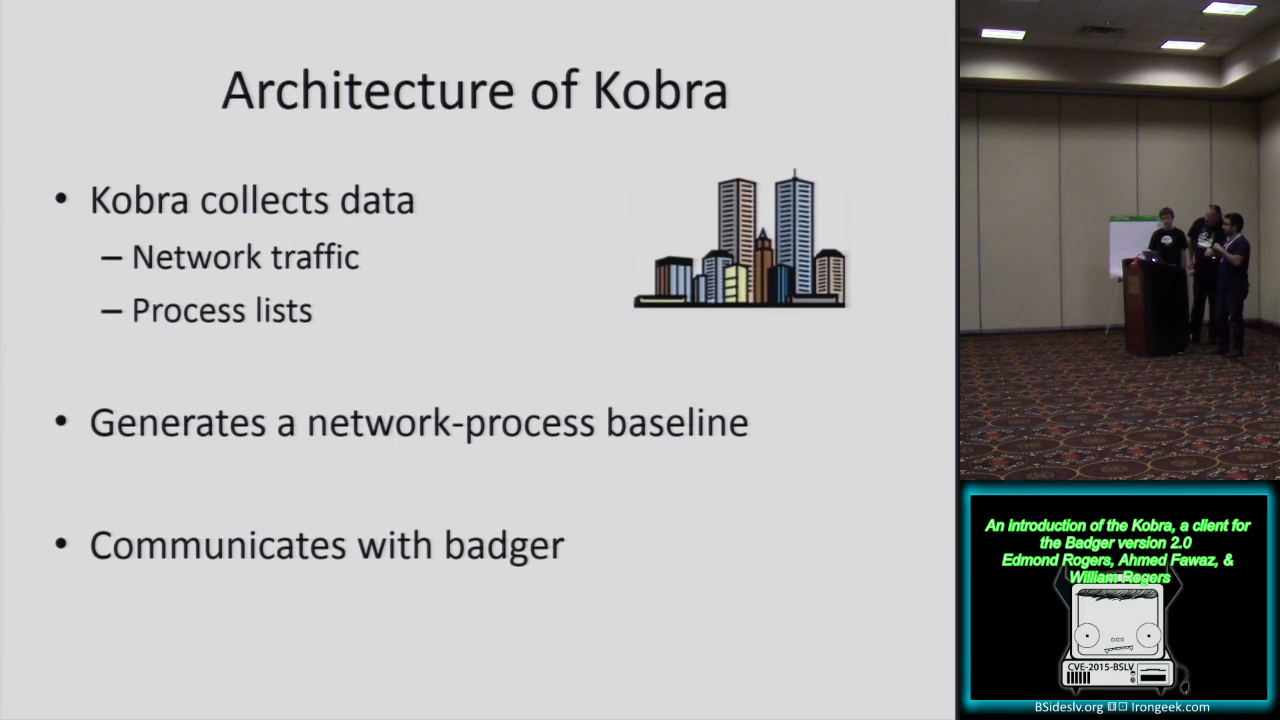 Architecture of Kobra
• Kobra collects data
– Network traffic
– Process lists
• Generates a network-process baseline
• Communicates with badger
An introduction of the Kobra, a client for
the Badger version 2.0
Edmond Rogers, Ahmed Fawaz, &
William Rogers
CVE-2015-BSLV
BSideslv.org Irongeek.com